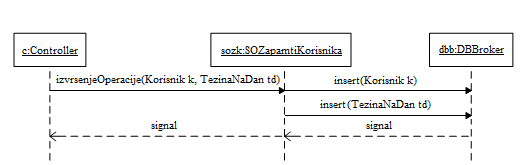 c:Controller
sozk:SOZapamtiKorisnika
dbb:DBBroker
izvrsenjeOperacije(Korisnik k, TezinaNaDan td)
insert(Korisnik k)
insert(TezinaNaDan td)
signal
signal